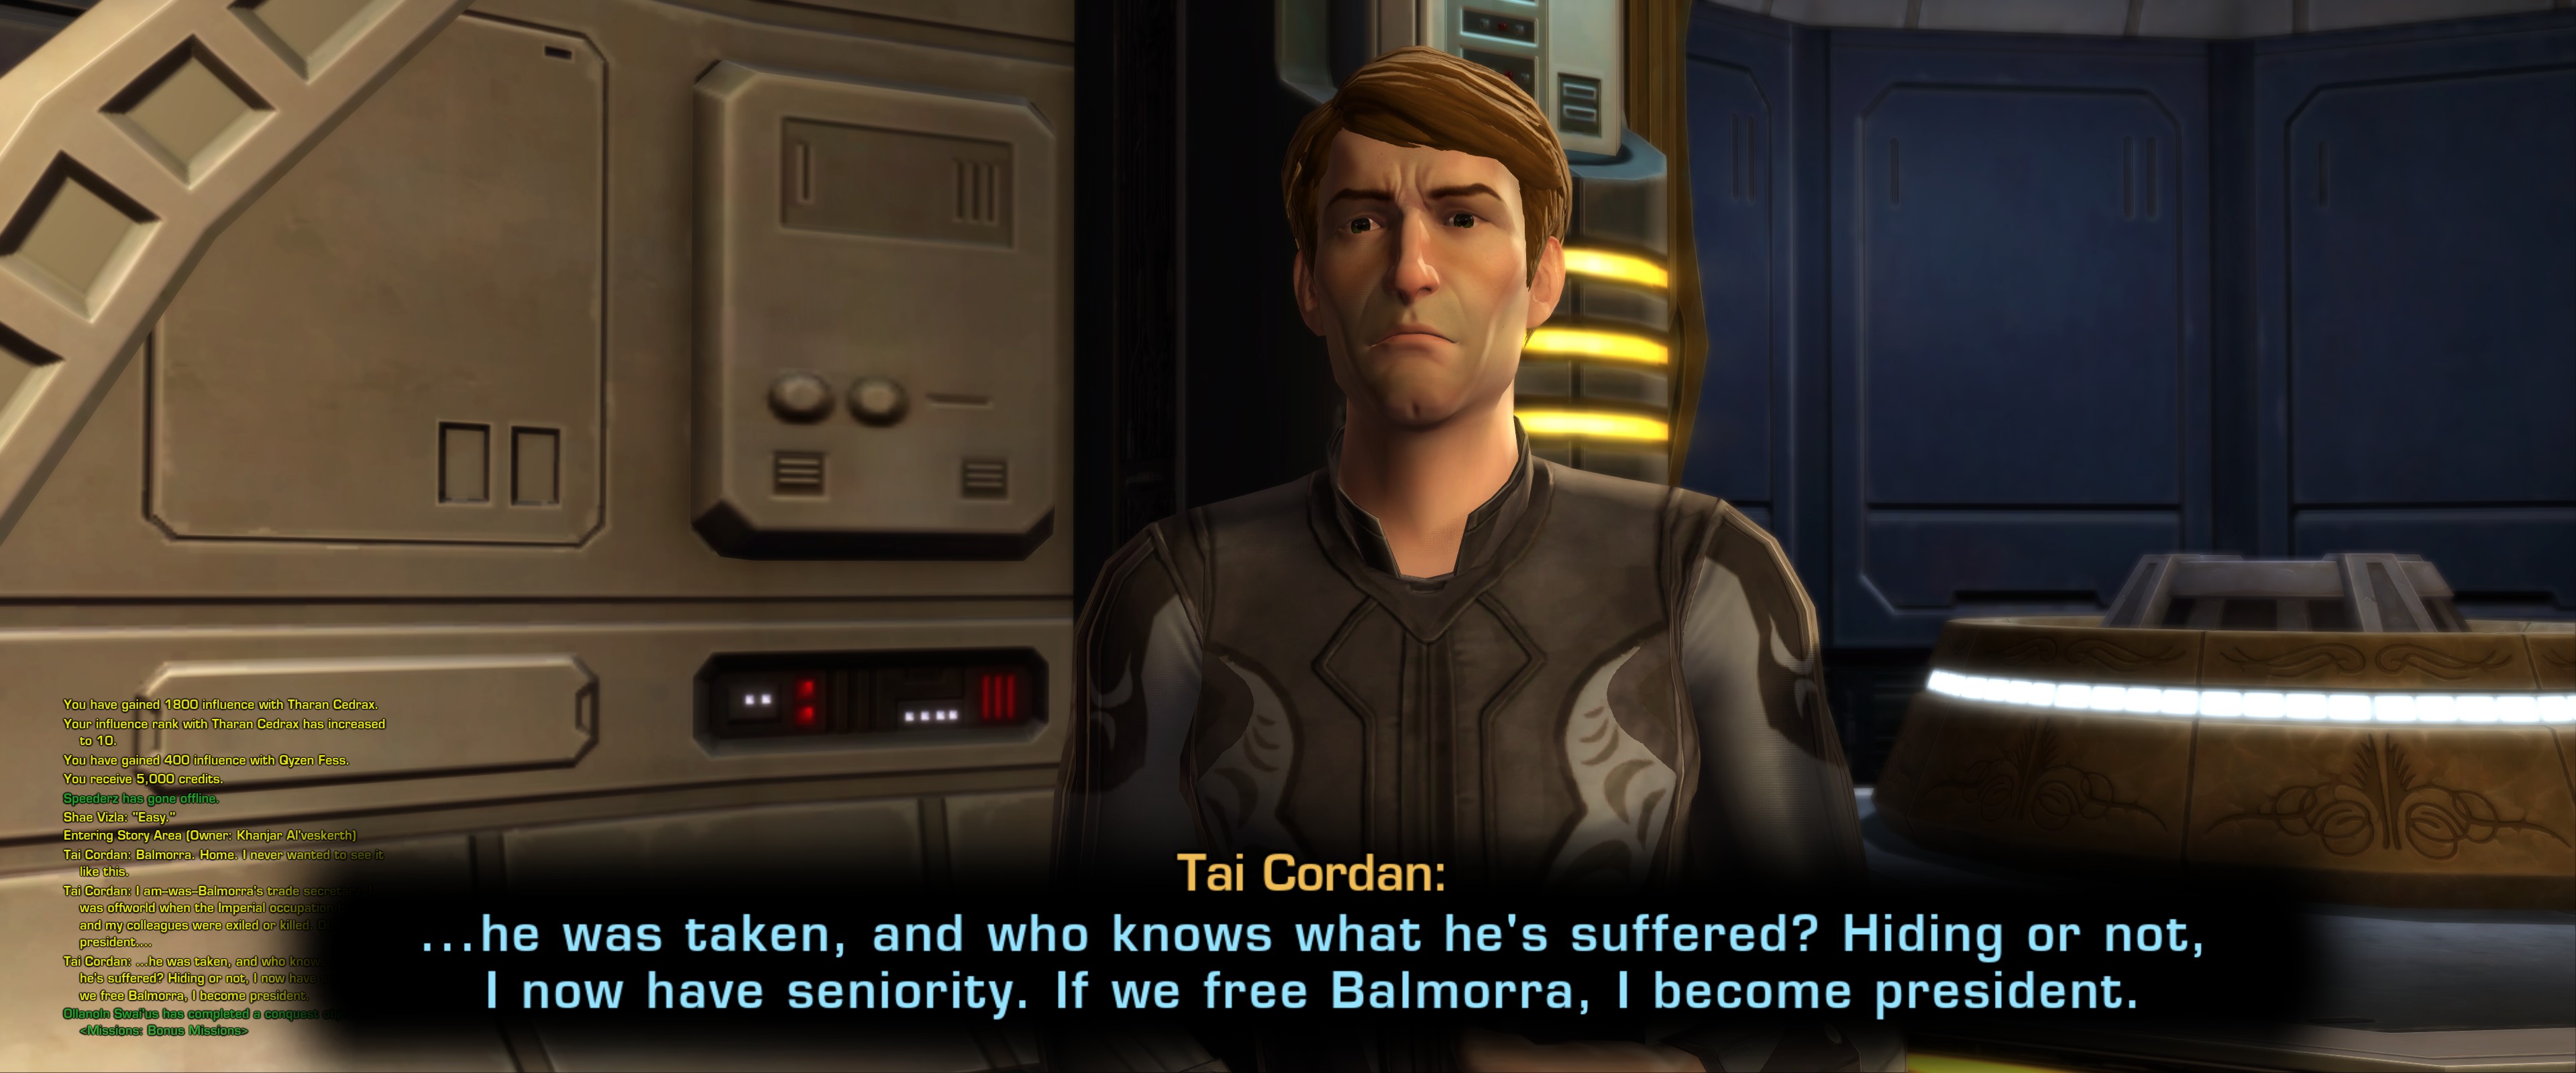 You have gained 1800 influence with Tharan Cedrax.
Your influence rank with Tharan Cedrax has increased
to 10.
You have gained 400 influence with Qyzen Fess.
You receive 5,000 credits.
Speederz has gone offline.
Shae Vizla: "Easy."
Entering Story Area (Owner: Khanjar Al'veskerth)
Tai Cordan: Balmorra. Home. I never wanted to see it
like this.
Tai Cordan: I am–was–Balmorra's trade secretary.
was offworld when the Imperial occupation
and my colleagues were exiled or killed.
president....
Tai Cordan: ...he was taken, and who know
he's suffered? Hiding or not, I now have
we free Balmorra, I become president.
Ollanoln Swai'us has completed a conquest
<Missions: Bonus Missions>
Tai Cordan:
...he was taken, and who knows what he's suffered? Hiding or not,
I now have seniority. If we free Balmorra, I become president.